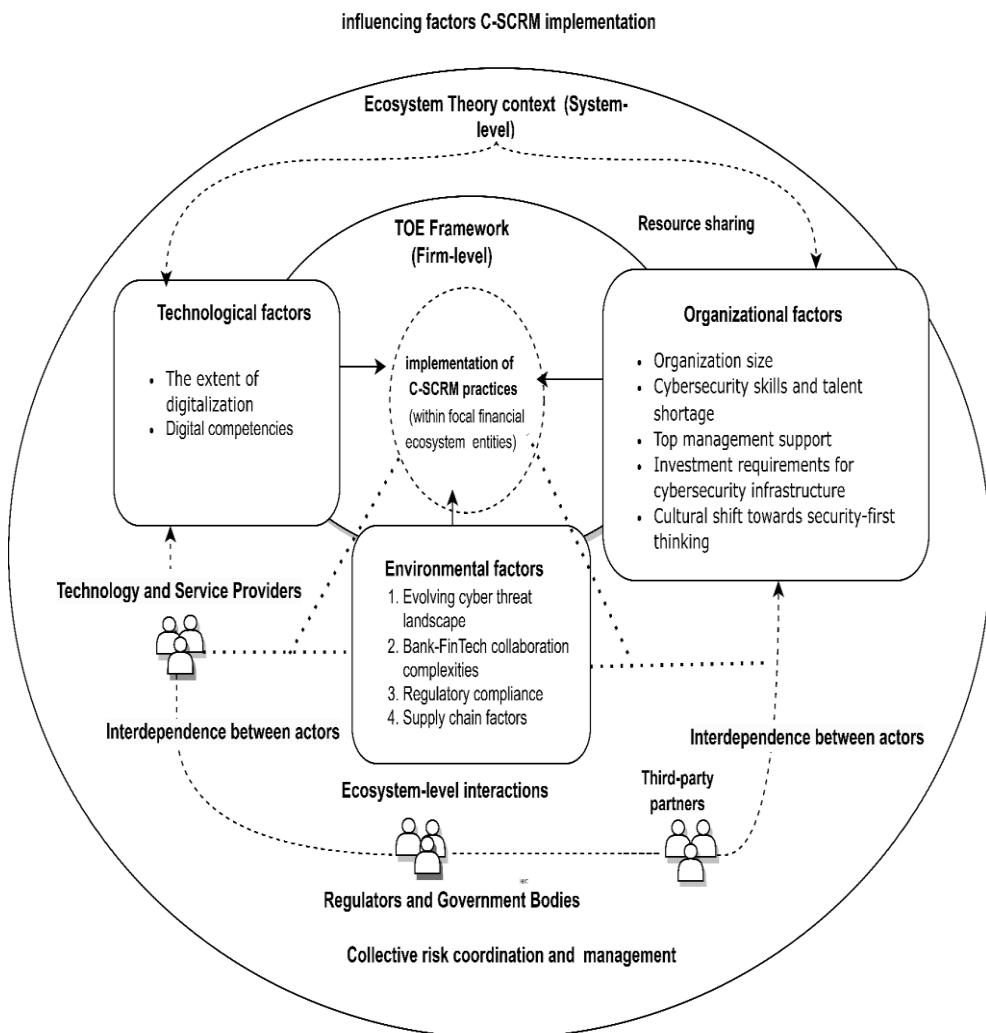 influencing factors C-SCRM implementation
Ecosystem Theory context (System-
level)
Resource sharing
TOE Framework
(Firm-level)
Technological factors
• The extent of
digitalization
• Digital competencies
implementation of
C-SCRM practices
(within focal financial
ecosystem entities)
Organizational factors
• Organization size
• Cybersecurity skills and talent
shortage
• Top management support
• Investment requirements for
cybersecurity infrastructure
• Cultural shift towards security-first
thinking
Environmental factors
1. Evolving cyber threat
landscape
2. Bank-FinTech collaboration
complexities
3. Regulatory compliance
4. Supply chain factors
Technology and Service Providers
Interdependence between actors
Interdependence between actors
Ecosystem-level interactions
Third-party
partners
Regulators and Government Bodies
Collective risk coordination and management